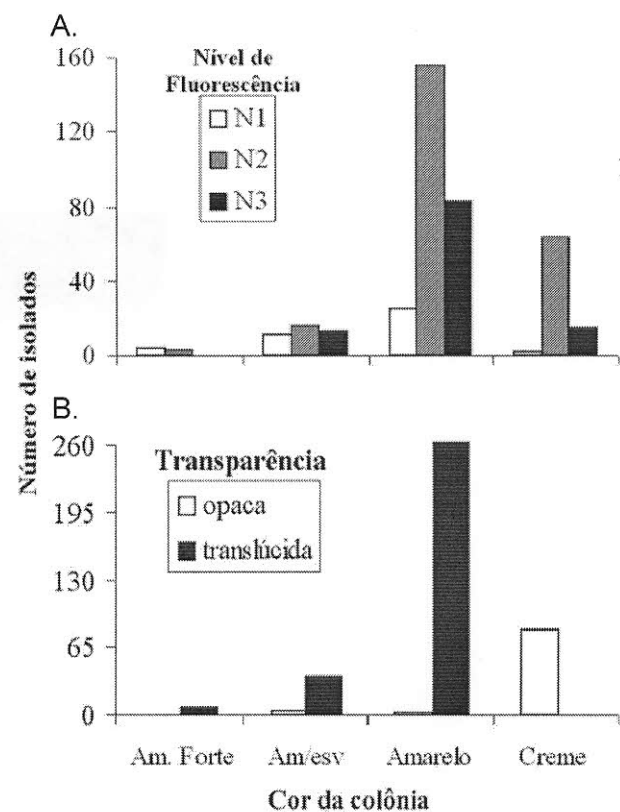 A.
Nível de
Fluorescência
N1
N2
N3
160
120
80
40
0
Número de isolados
B.
Transparência
opaca
translúcida
260
195
130
65
0
Am. Forte
Am/esv
Amarelo
Creme
Cor da colônia